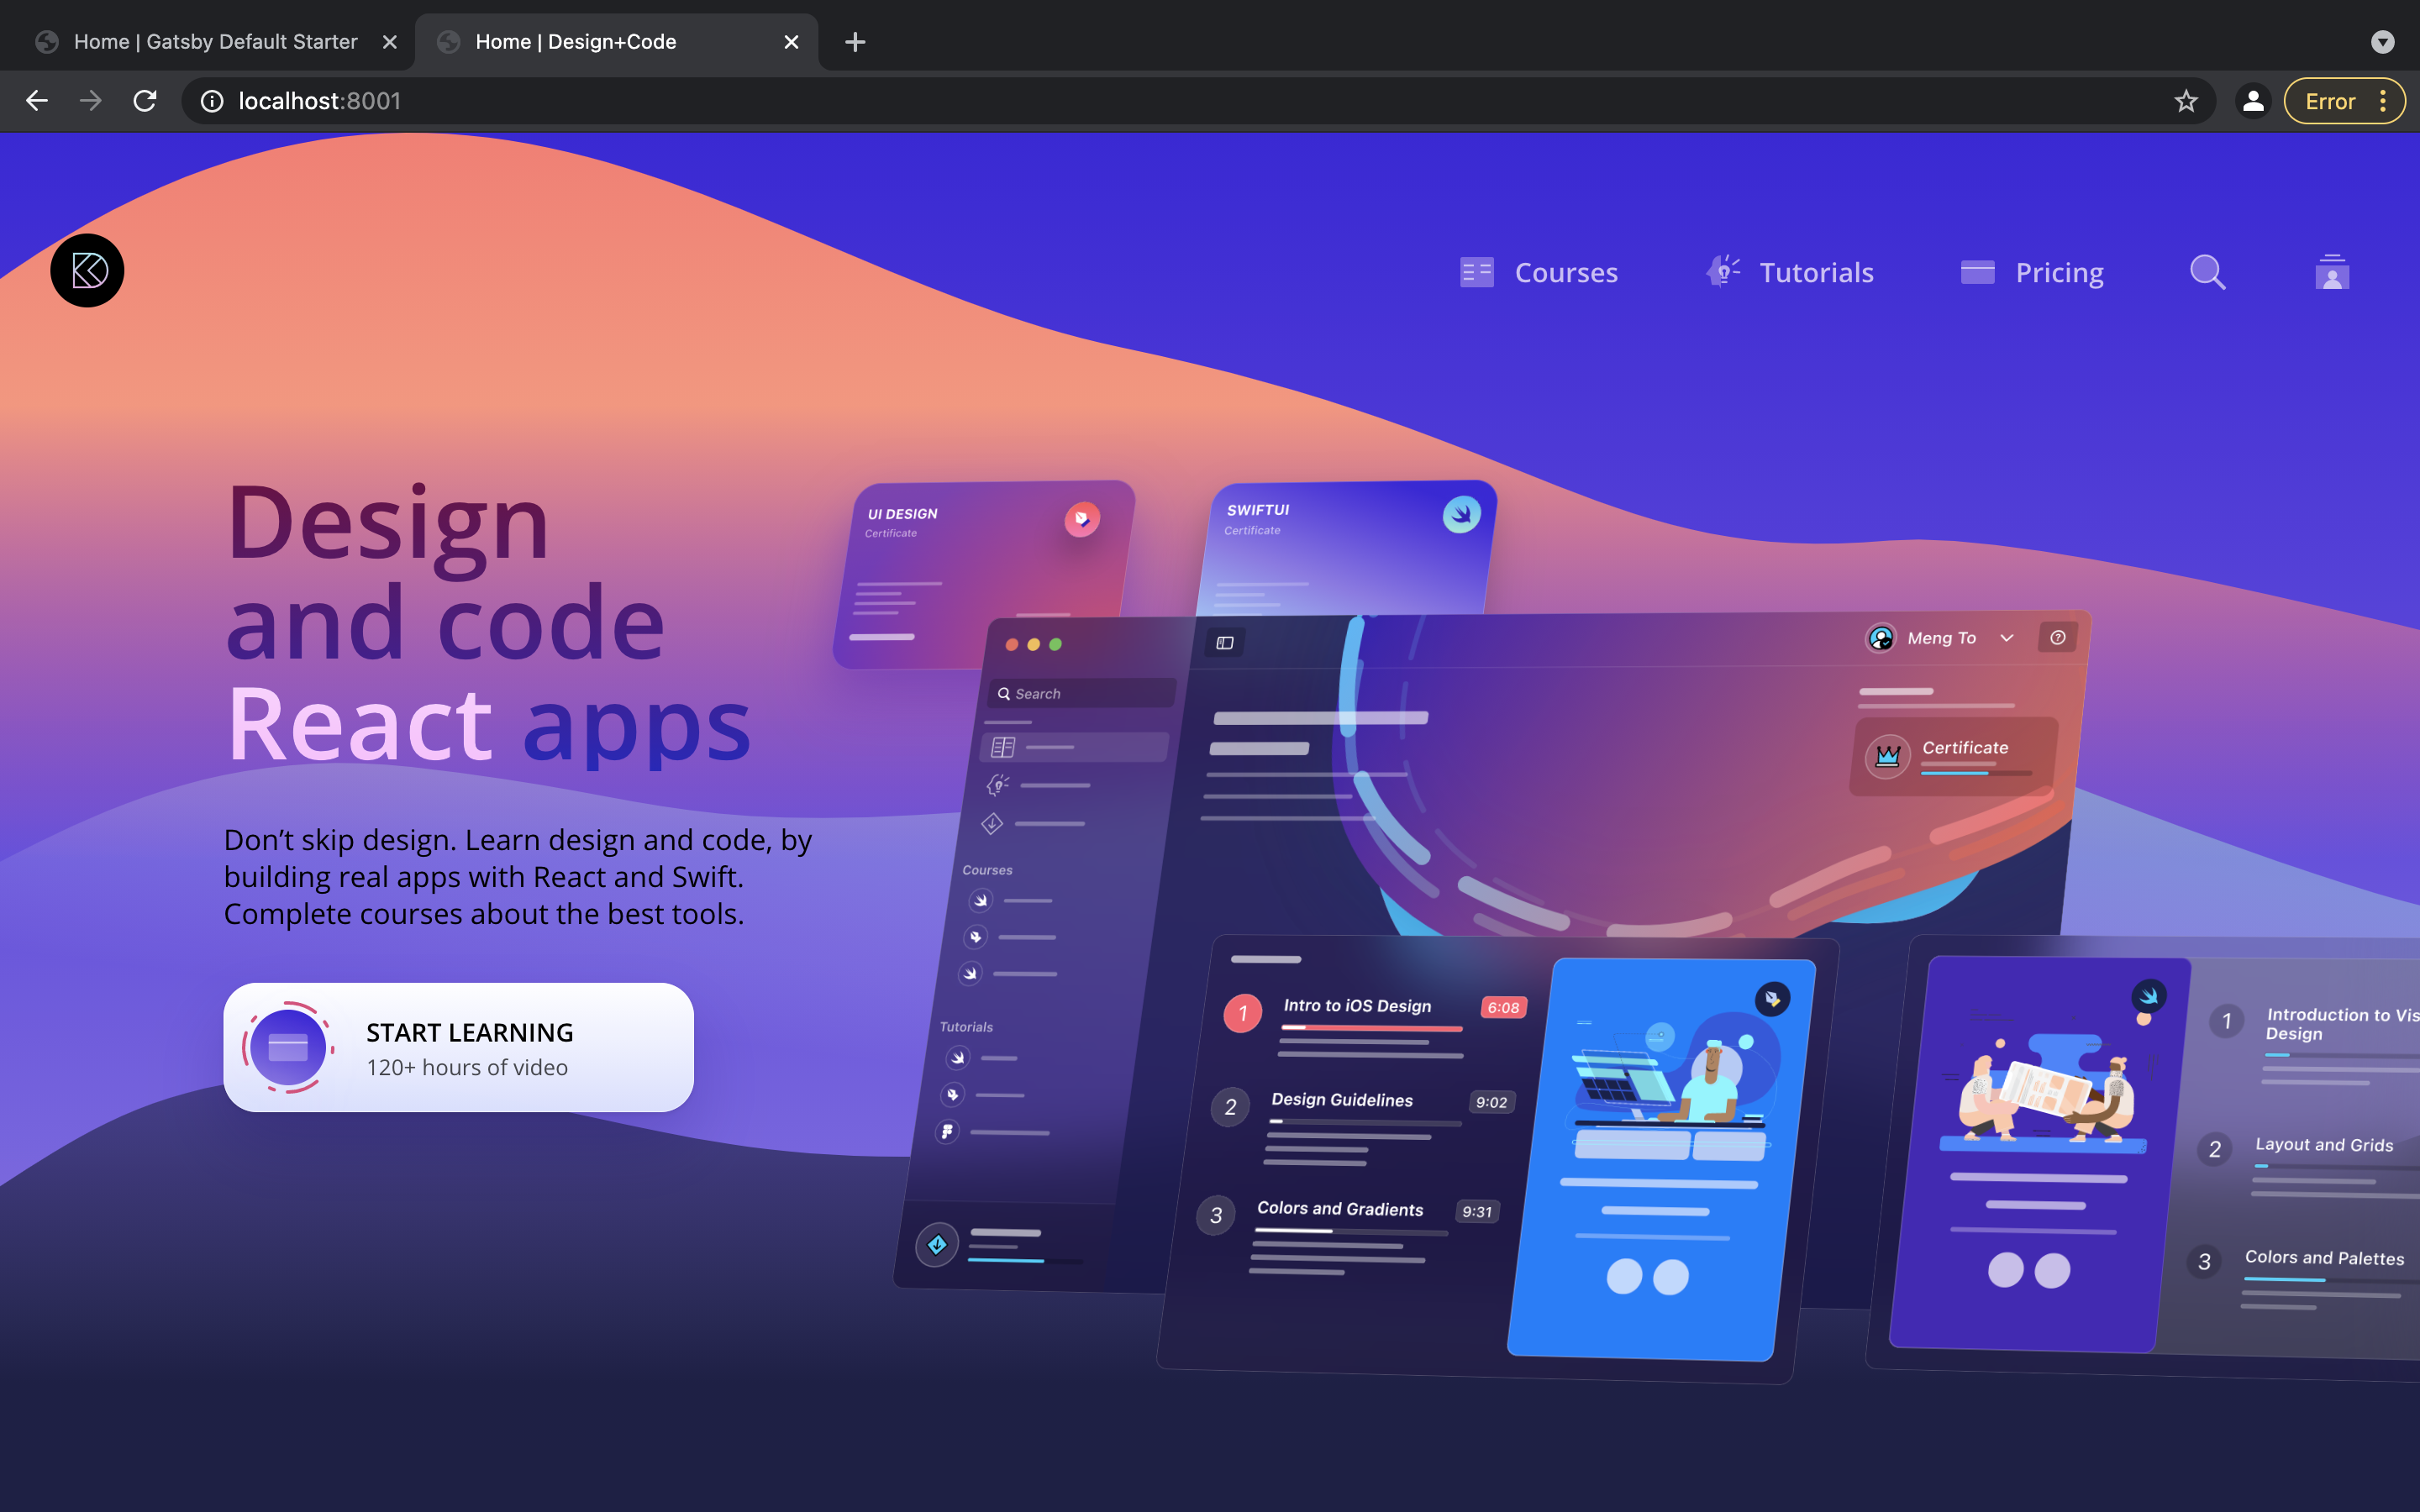 Home | Gatsby Default Starter
Home | Design+Code
localhost:8001
Error
Courses
Tutorials
Pricing
Design
and code
React apps
Don’t skip design. Learn design and code, by
building real apps with React and Swift.
Complete courses about the best tools.
START LEARNING
120+ hours of video
UI DESIGN
Certificate
SWIFTUI
Certificate
Search
Courses
Tutorials
Meng To
Certificate
1
Intro to iOS Design
6:08
2
Design Guidelines
9:02
3
Colors and Gradients
9:31
1
Introduction to Vis
Design
2
Layout and Grids
3
Colors and Palettes